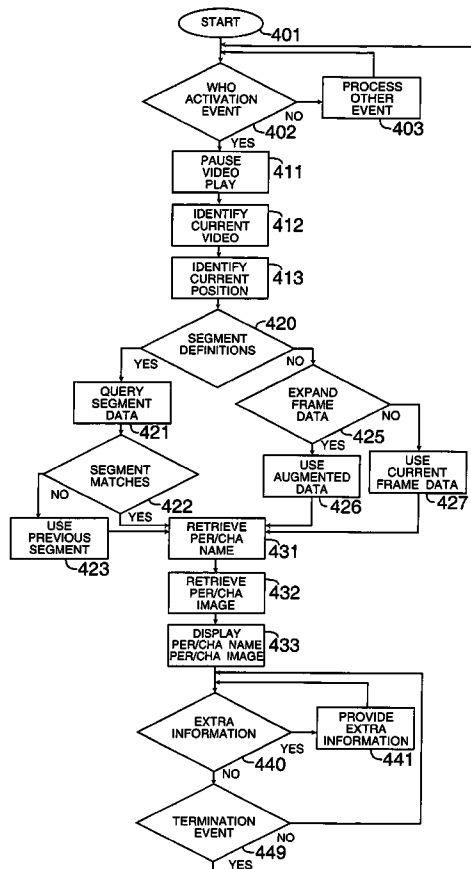 START
401
WHO
ACTIVATION
EVENT
402
NO
YES
PROCESS
OTHER
EVENT
403
PAUSE
VIDEO
PLAY
411
IDENTIFY
CURRENT
VIDEO
412
IDENTIFY
CURRENT
POSITION
413
SEGMENT
DEFINITIONS
420
YES
NO
QUERY
SEGMENT
DATA
421
EXPAND
FRAME
DATA
425
NO
YES
SEGMENT
MATCHES
422
NO
YES
USE
AUGMENTED
DATA
426
USE
CURRENT
FRAME DATA
427
USE
PREVIOUS
SEGMENT
423
RETRIEVE
PER/CHA
NAME
431
RETRIEVE
PER/CHA
IMAGE
432
DISPLAY
PER/CHA NAME
PER/CHA IMAGE
433
EXTRA
INFORMATION
440
YES
NO
PROVIDE
EXTRA
INFORMATION
441
TERMINATION
EVENT
449
NO
YES